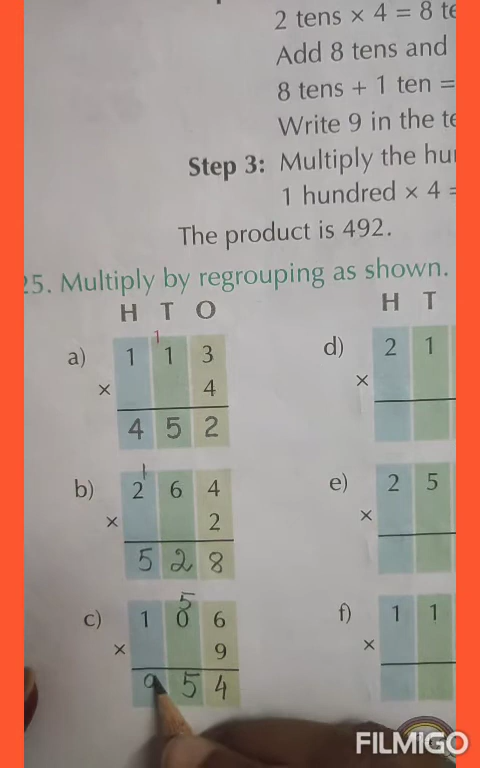 2 tens × 4 = 8 te
Add 8 tens and
8 tens + 1 ten =
Write 9 in the te
Step 3: Multiply the hu
1 hundred × 4 =
The product is 492.
25. Multiply by regrouping as shown.
H T O
1
a) 1 1 3
× 4
4 5 2
1
b) 2 6 4
× 2
5 2 8
5
c) 1 0 6
× 9
9 5 4
H T
d) 2 1
×
e) 2 5
×
f) 1 1
×
FILMIGO